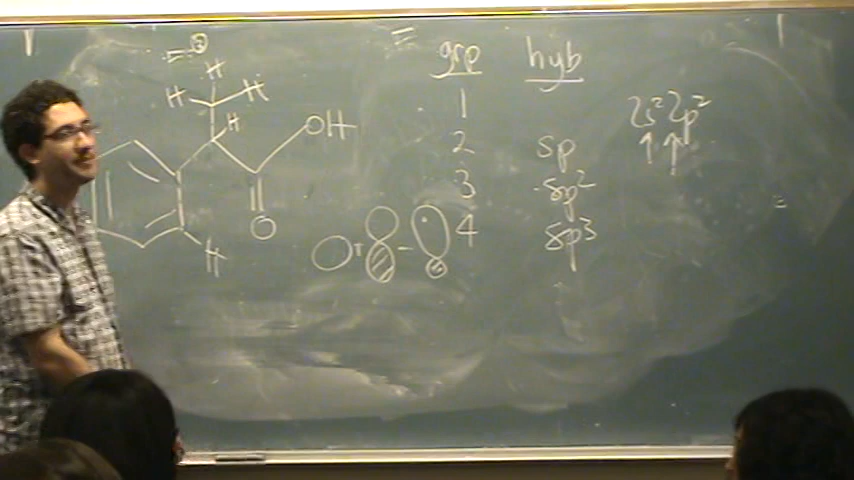 grp hyb
1
2 sp
3 sp²
4 sp³
2s² 2p²
↑ ↑
H
H H
H
OH
O
H